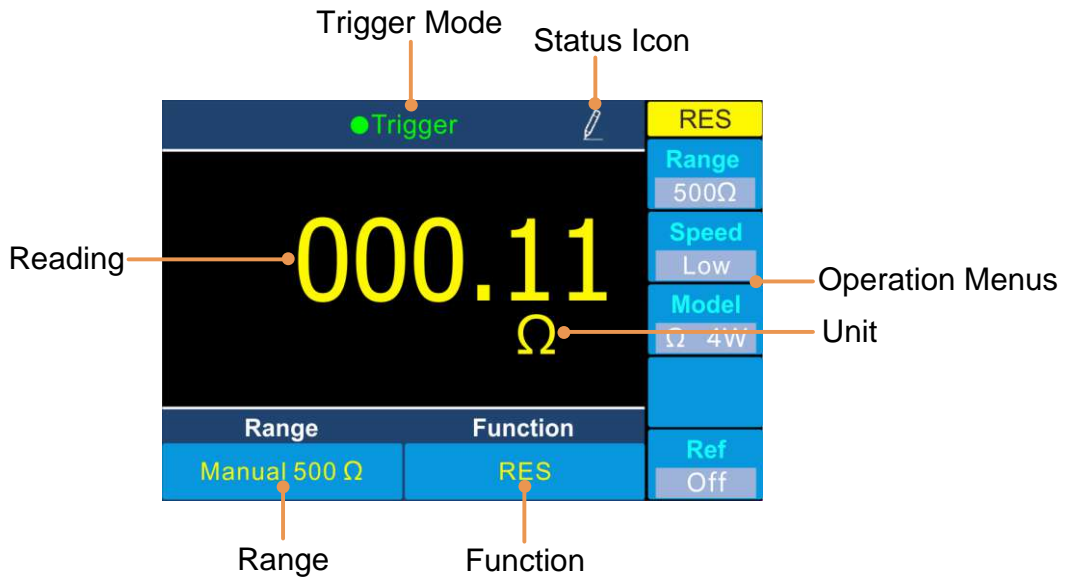 Trigger Mode
Status Icon
Trigger
RES
Range
500Ω
Speed
Low
Reading
000.11
Operation Menus
Model
Ω
Unit
Ω 4W
Range
Function
Ref
Manual 500 Ω
RES
Off
Range
Function